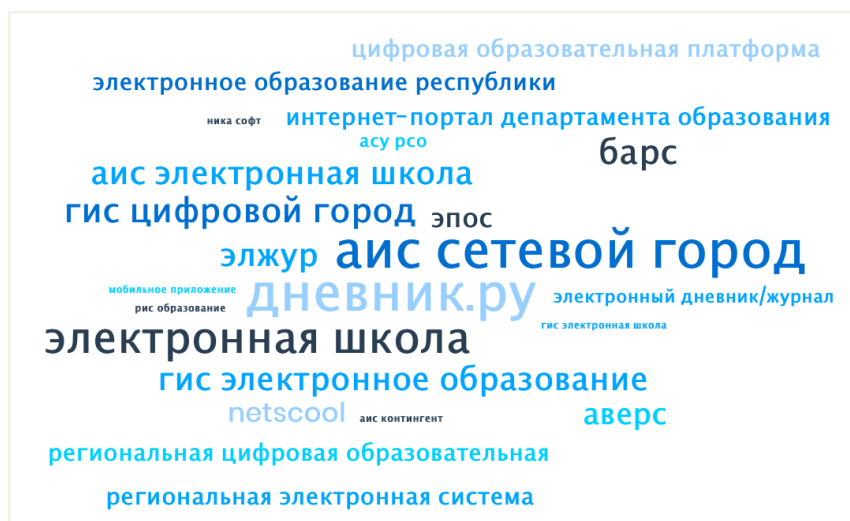 цифровая образовательная платформа
электронное образование республики
ника софт
интернет-портал департамента образования
асу рсо
барс
аис электронная школа
гис цифровой город
эпос
элжур
аис сетевой город
мобильное приложение
дневник.ру
электронный дневник/журнал
рис образование
гис электронная школа
электронная школа
гис электронное образование
netscool
аис контингент
аверс
региональная цифровая образовательная
региональная электронная система